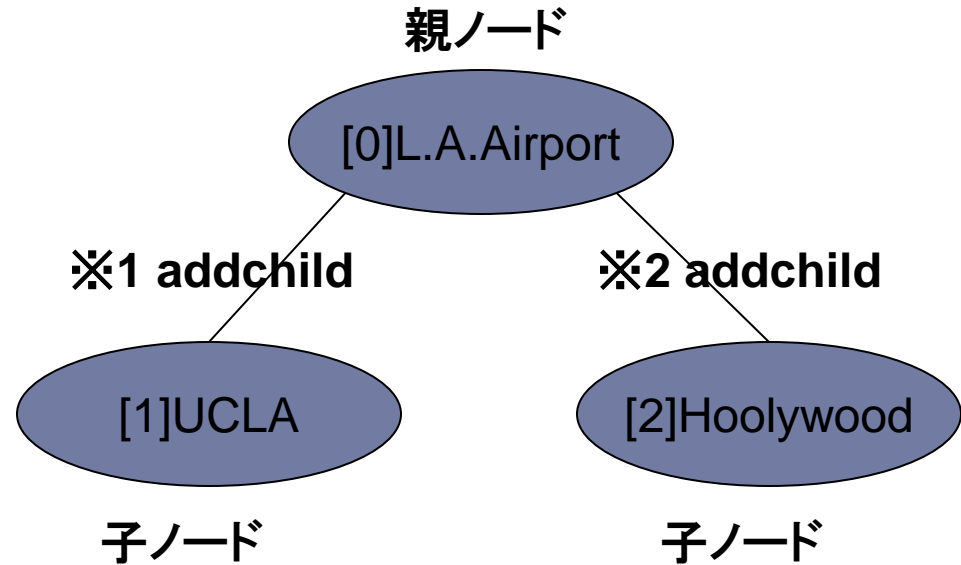 親ノード
[0]L.A.Airport
※1 addchild
※2 addchild
[1]UCLA
[2]Hoolywood
子ノード
子ノード